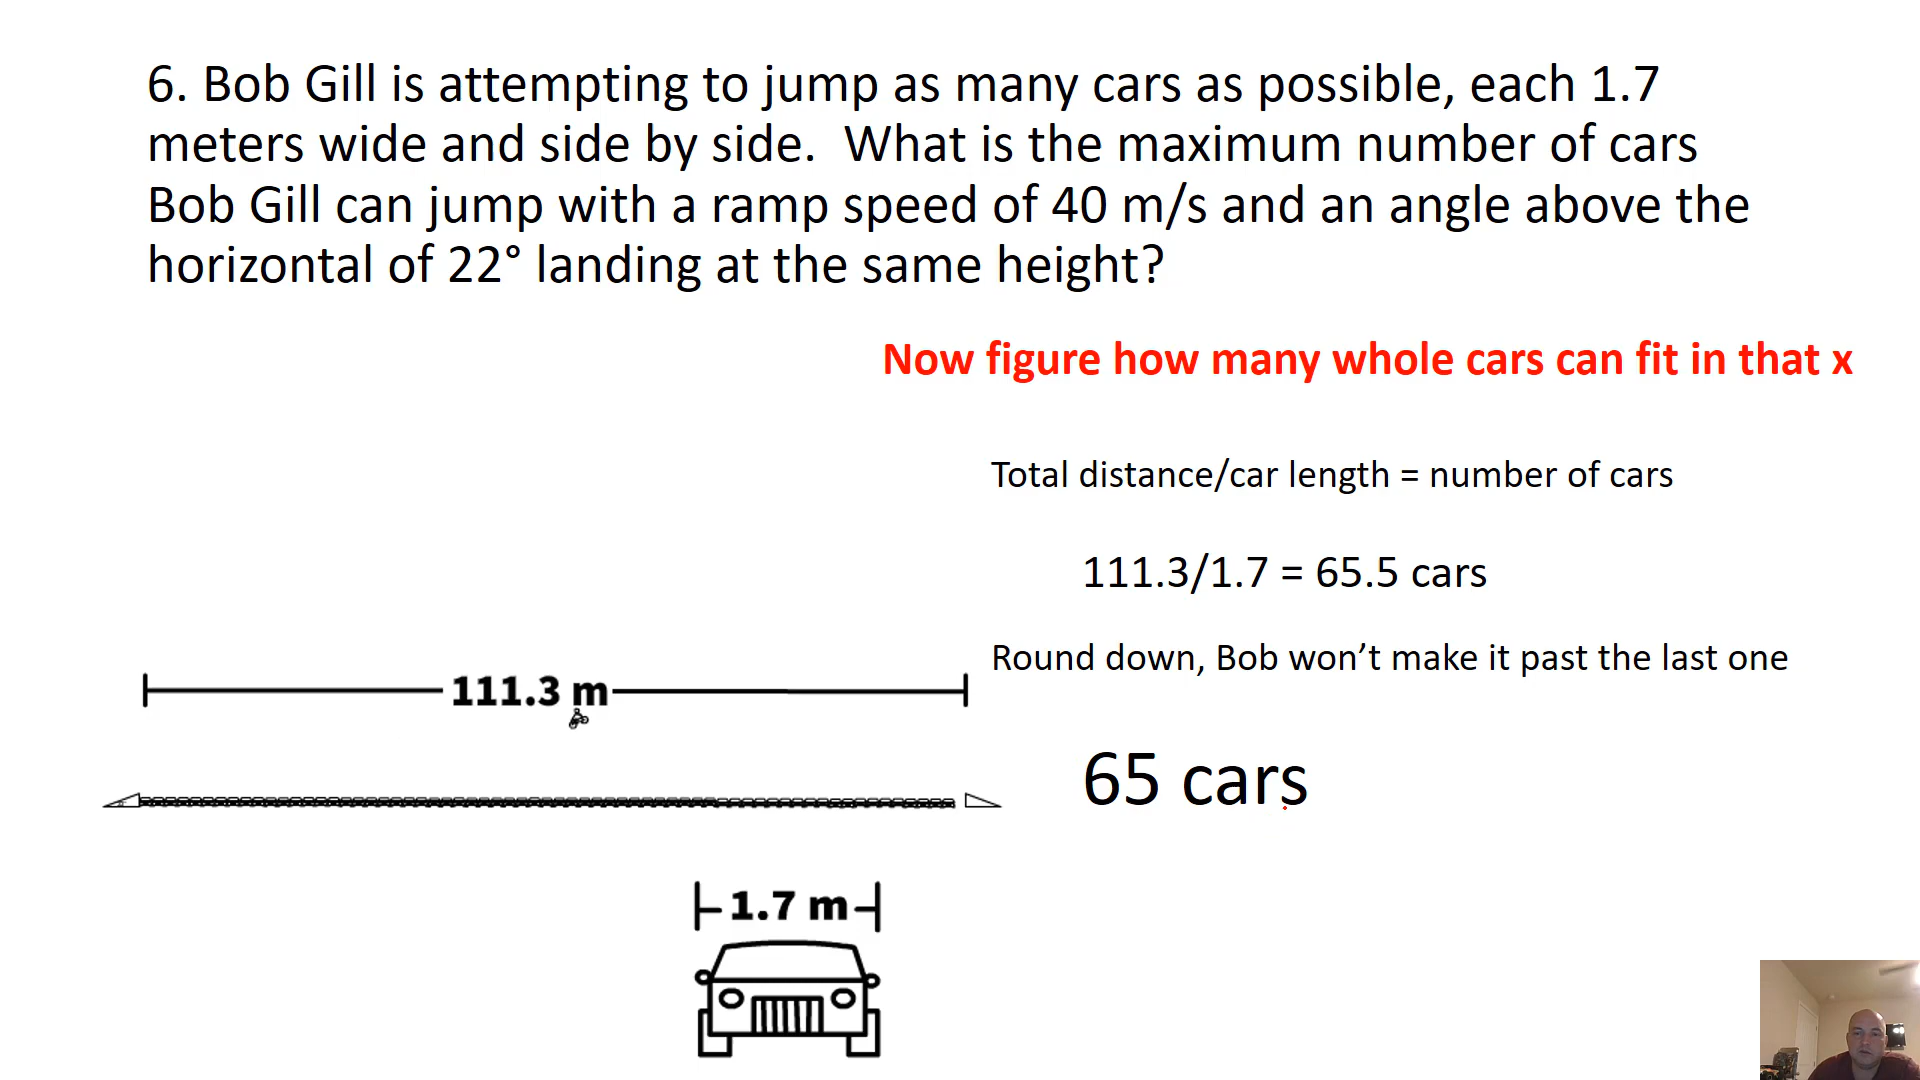 6. Bob Gill is attempting to jump as many cars as possible, each 1.7
meters wide and side by side.  What is the maximum number of cars
Bob Gill can jump with a ramp speed of 40 m/s and an angle above the
horizontal of 22° landing at the same height?
Now figure how many whole cars can fit in that x
Total distance/car length = number of cars
111.3/1.7 = 65.5 cars
Round down, Bob won’t make it past the last one
111.3 m
65 cars
1.7 m